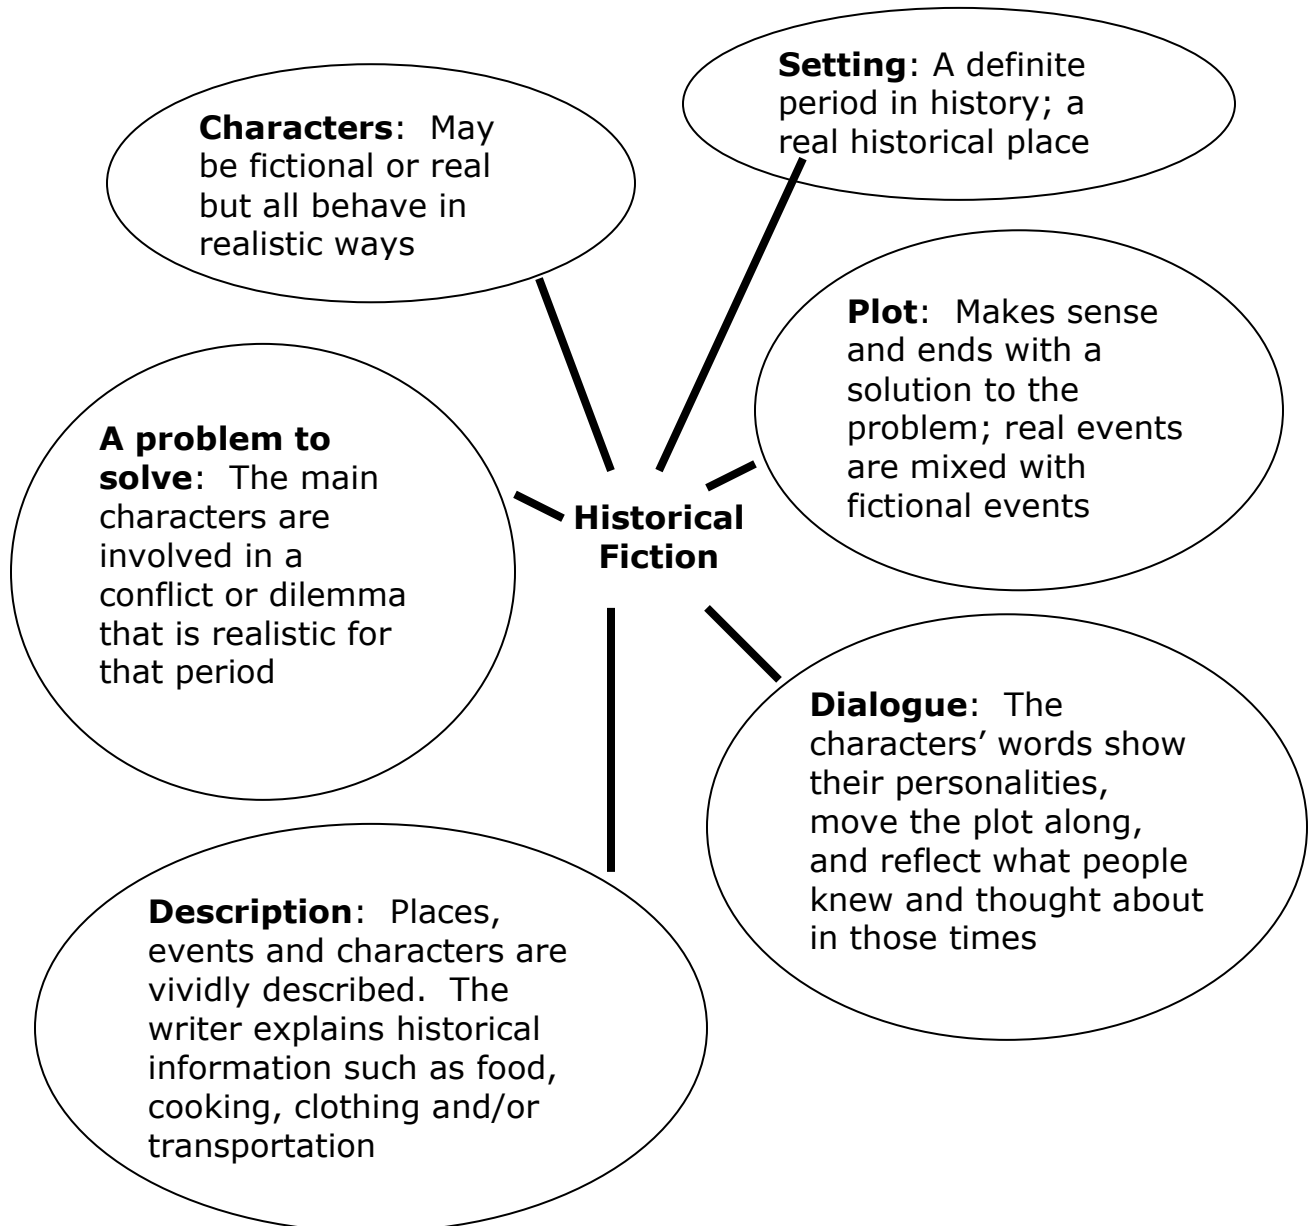 Characters:  May
be fictional or real
but all behave in
realistic ways
Setting: A definite
period in history; a
real historical place
Plot:  Makes sense
and ends with a
solution to the
problem; real events
are mixed with
fictional events
A problem to
solve:  The main
characters are
involved in a
conflict or dilemma
that is realistic for
that period
Historical
Fiction
Dialogue:  The
characters’ words show
their personalities,
move the plot along,
and reflect what people
knew and thought about
in those times
Description:  Places,
events and characters are
vividly described.  The
writer explains historical
information such as food,
cooking, clothing and/or
transportation